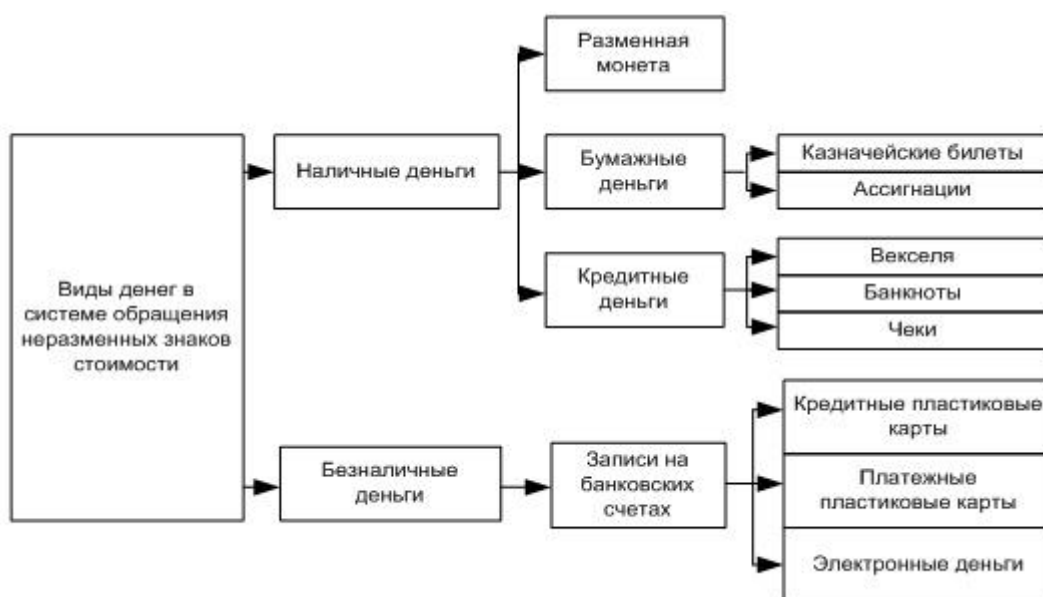 Виды денег в
системе обращения
неразменных знаков
стоимости
Наличные деньги
Разменная
монета
Бумажные
деньги
Казначейские билеты
Ассигнации
Кредитные
деньги
Векселя
Банкноты
Чеки
Безналичные
деньги
Записи на
банковских
счетах
Кредитные пластиковые
карты
Платежные
пластиковые карты
Электронные деньги